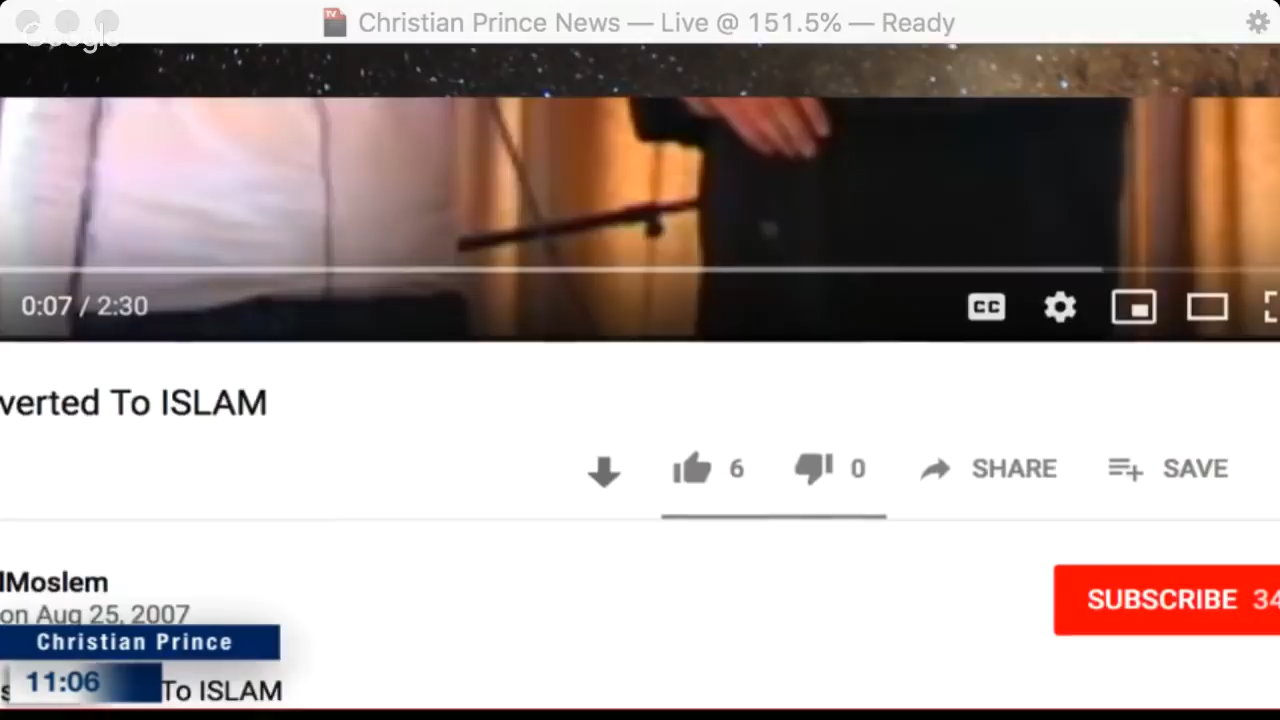 Christian Prince News — Live @ 151.5% — Ready
Google
0:07 / 2:30
CC
verted To ISLAM
6
0
SHARE
SAVE
lMoslem
on Aug 25, 2007
SUBSCRIBE 34
Christian Prince
11:06
To ISLAM